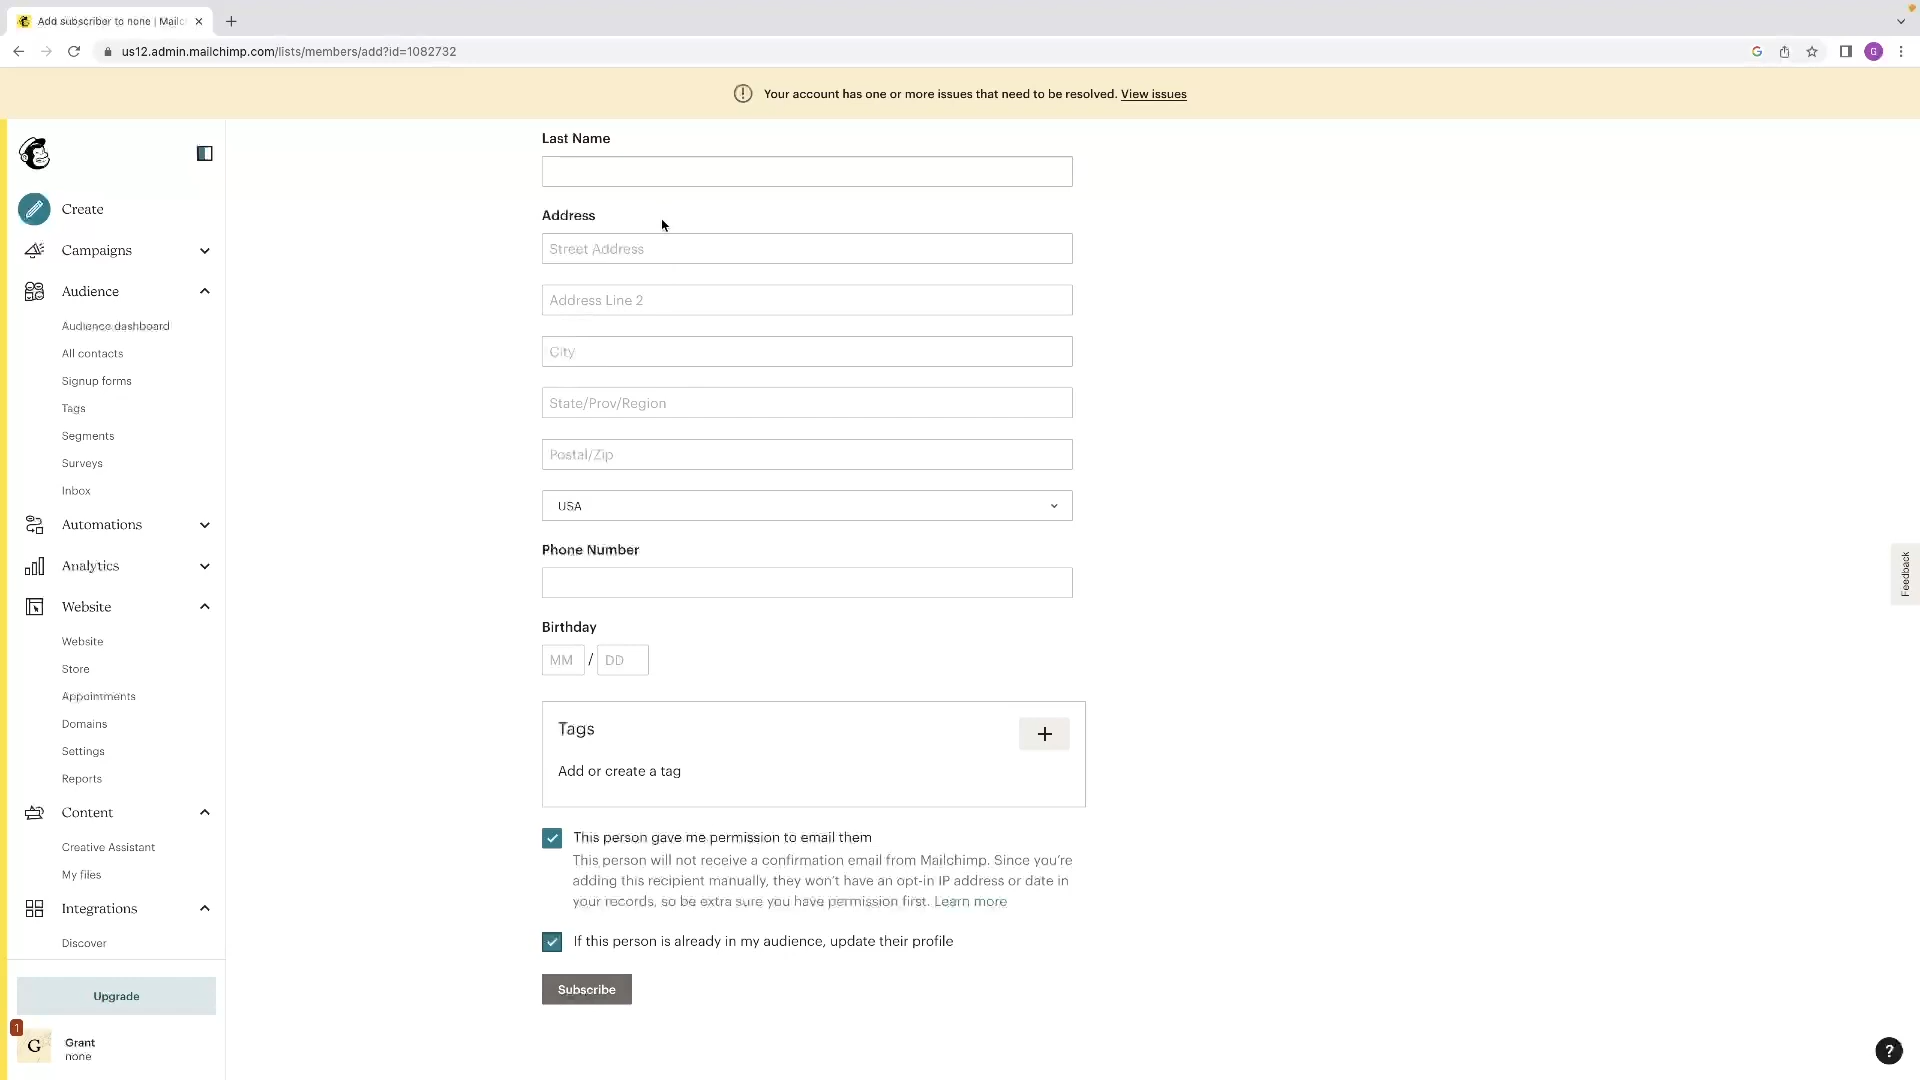 Add subscriber to none | Mailc
us12.admin.mailchimp.com/lists/members/add?id=1082732
G
Your account has one or more issues that need to be resolved. View issues
Create
Campaigns
Audience
Audience dashboard
All contacts
Signup forms
Tags
Segments
Surveys
Inbox
Automations
Analytics
Website
Website
Store
Appointments
Domains
Settings
Reports
Content
Creative Assistant
My files
Integrations
Discover
Upgrade
1
G
Grant
none
Last Name
Address
Street Address
Address Line 2
City
State/Prov/Region
Postal/Zip
USA
Phone Number
Birthday
MM / DD
Tags
+
Add or create a tag
This person gave me permission to email them
This person will not receive a confirmation email from Mailchimp. Since you're
adding this recipient manually, they won't have an opt-in IP address or date in
your records, so be extra sure you have permission first. Learn more
If this person is already in my audience, update their profile
Subscribe
Feedback
?